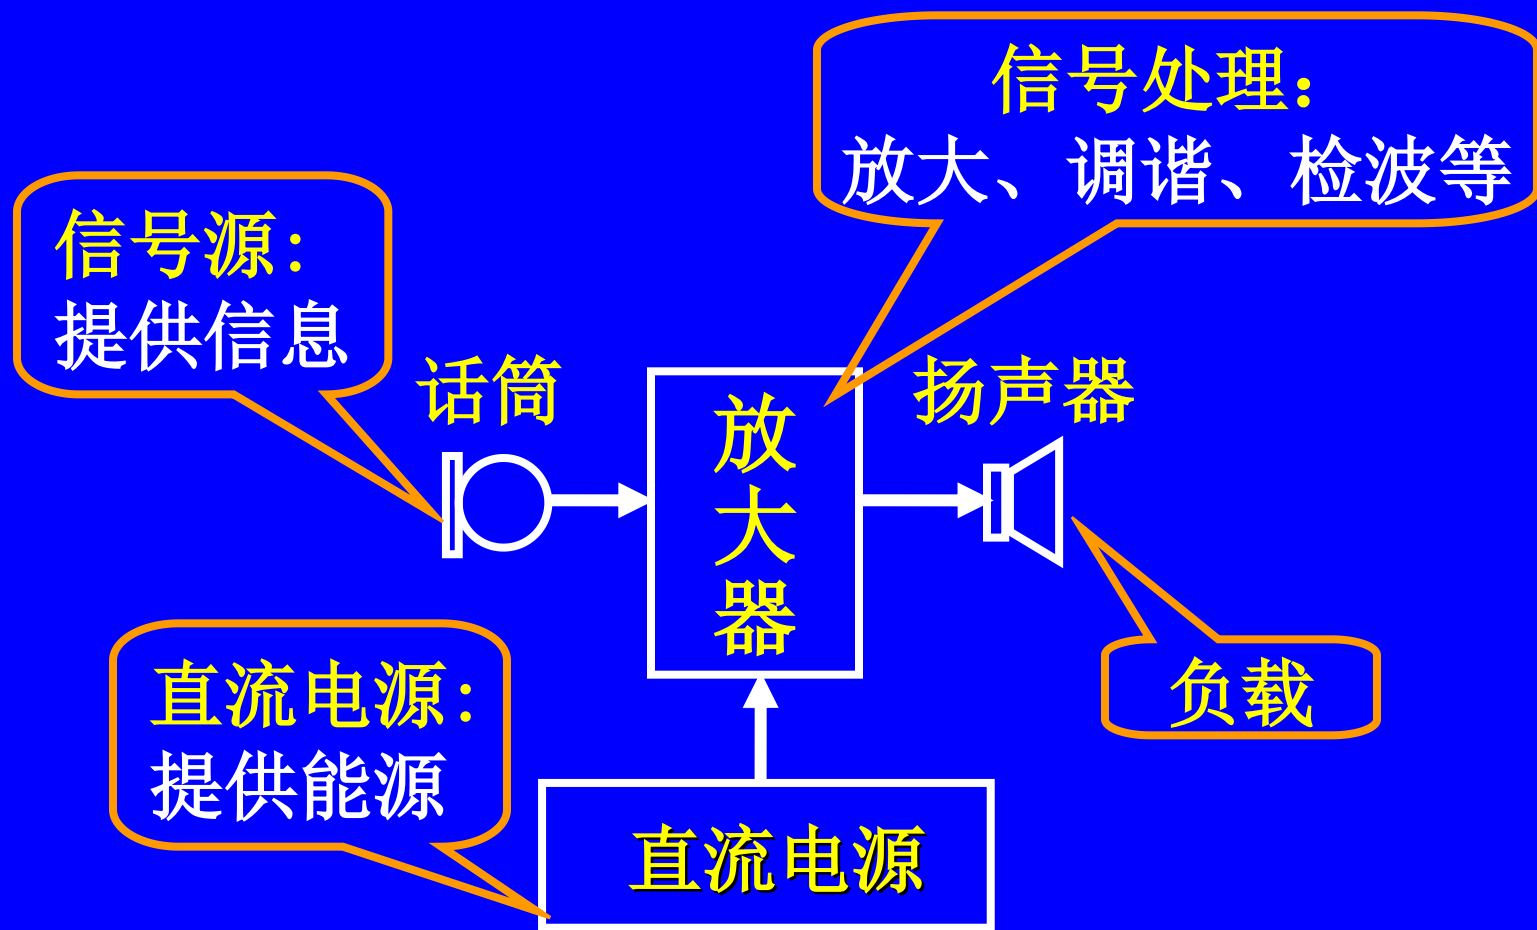 信号处理:
放大、调谐、检波等
信号源:
提供信息
话筒
放
大
器
扬声器
直流电源:
提供能源
负载
直流电源